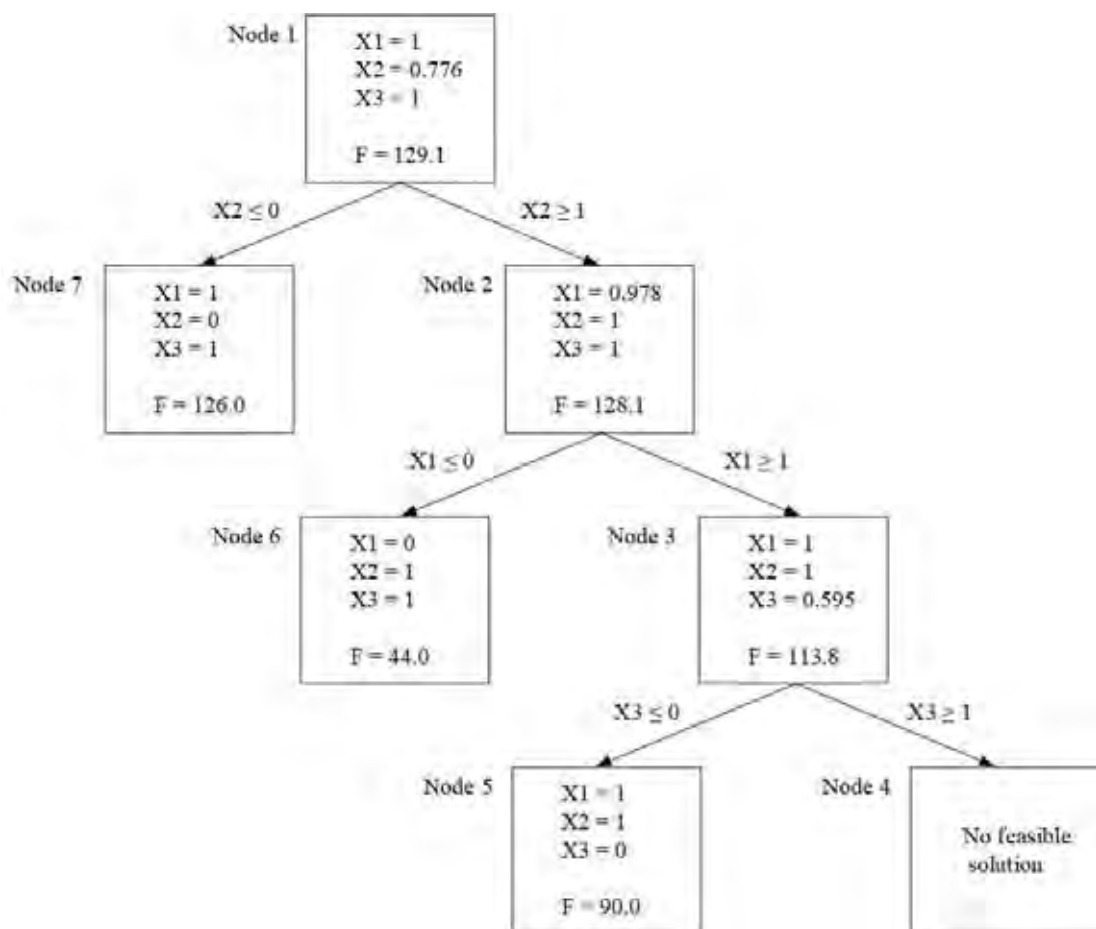 Node 1
X1 = 1
X2 = 0.776
X3 = 1
F = 129.1
X2 ≤ 0
X2 ≥ 1
Node 7
X1 = 1
X2 = 0
X3 = 1
F = 126.0
Node 2
X1 = 0.978
X2 = 1
X3 = 1
F = 128.1
X1 ≤ 0
X1 ≥ 1
Node 6
X1 = 0
X2 = 1
X3 = 1
F = 44.0
Node 3
X1 = 1
X2 = 1
X3 = 0.595
F = 113.8
X3 ≤ 0
X3 ≥ 1
Node 5
X1 = 1
X2 = 1
X3 = 0
F = 90.0
Node 4
No feasible
solution